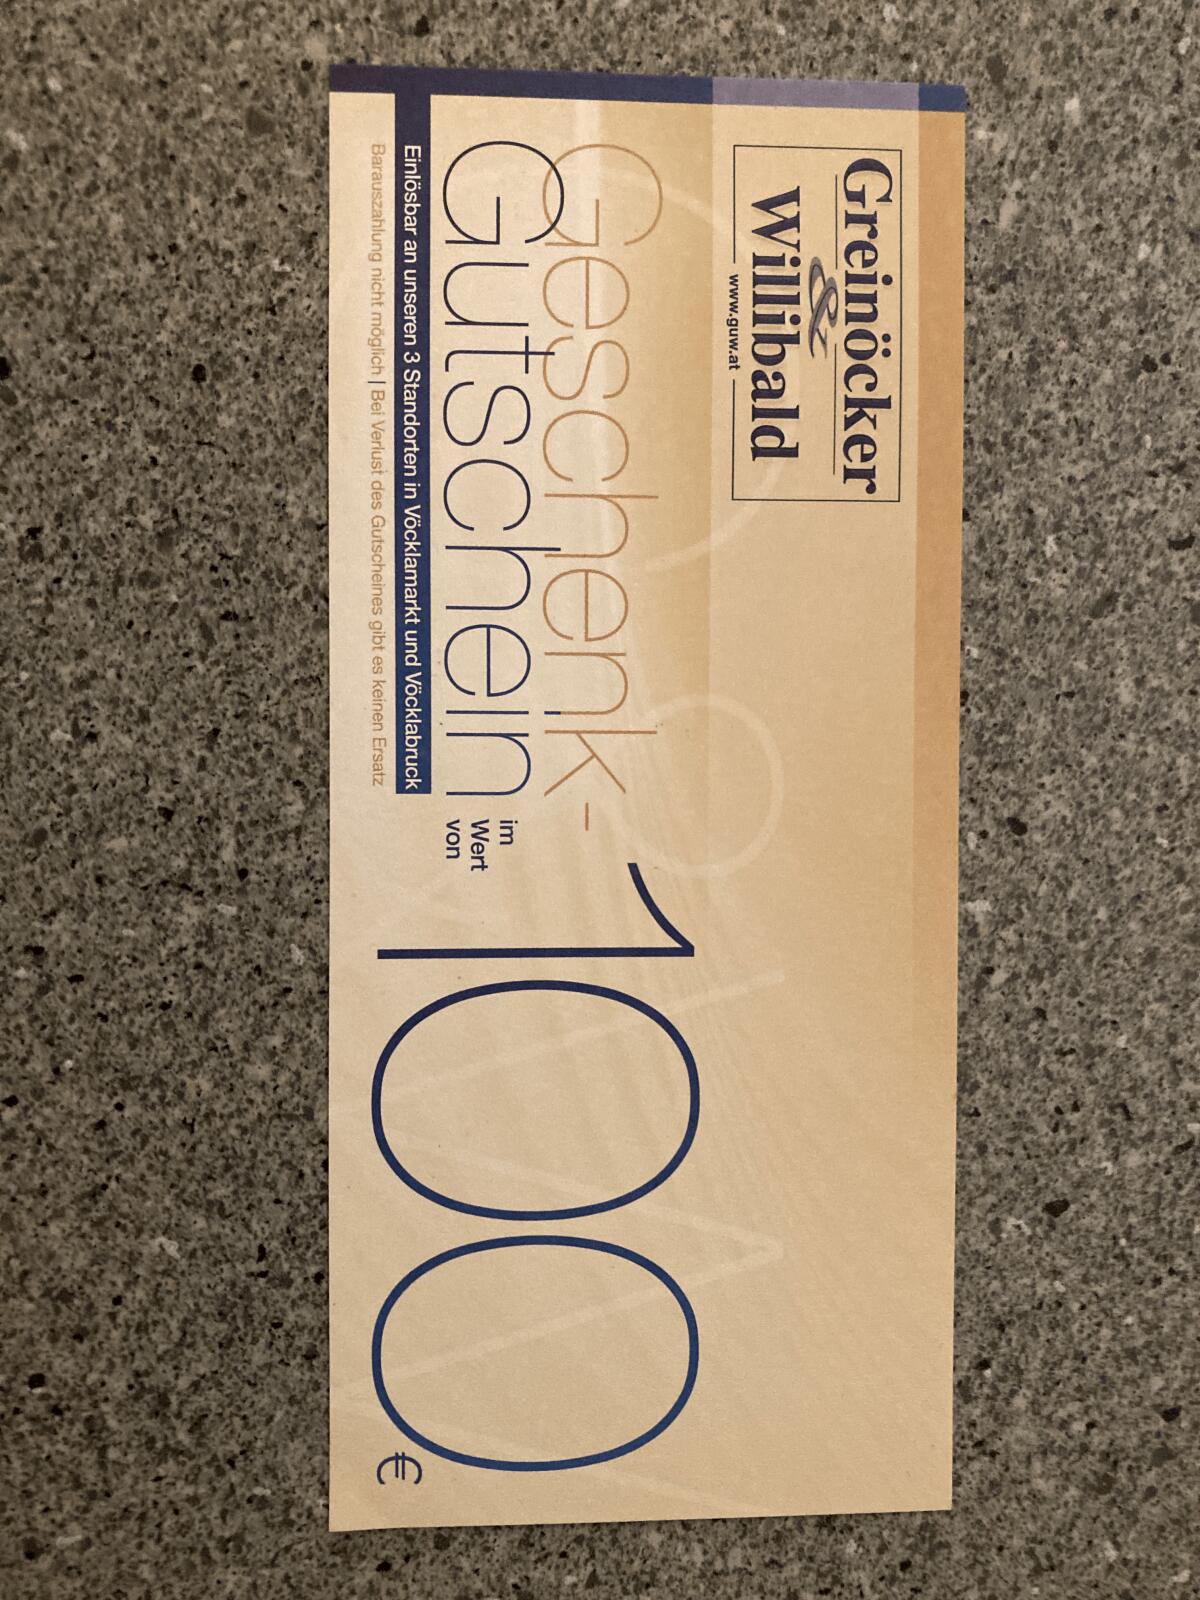 Greinöcker
&
Willibald
www.guw.at
Geschenk-
Gutschein
im
Wert
von
100 €
Einlösbar an unseren 3 Standorten in Vöcklamarkt und Vöcklabruck
Barauszahlung nicht möglich | Bei Verlust des Gutscheines gibt es keinen Ersatz